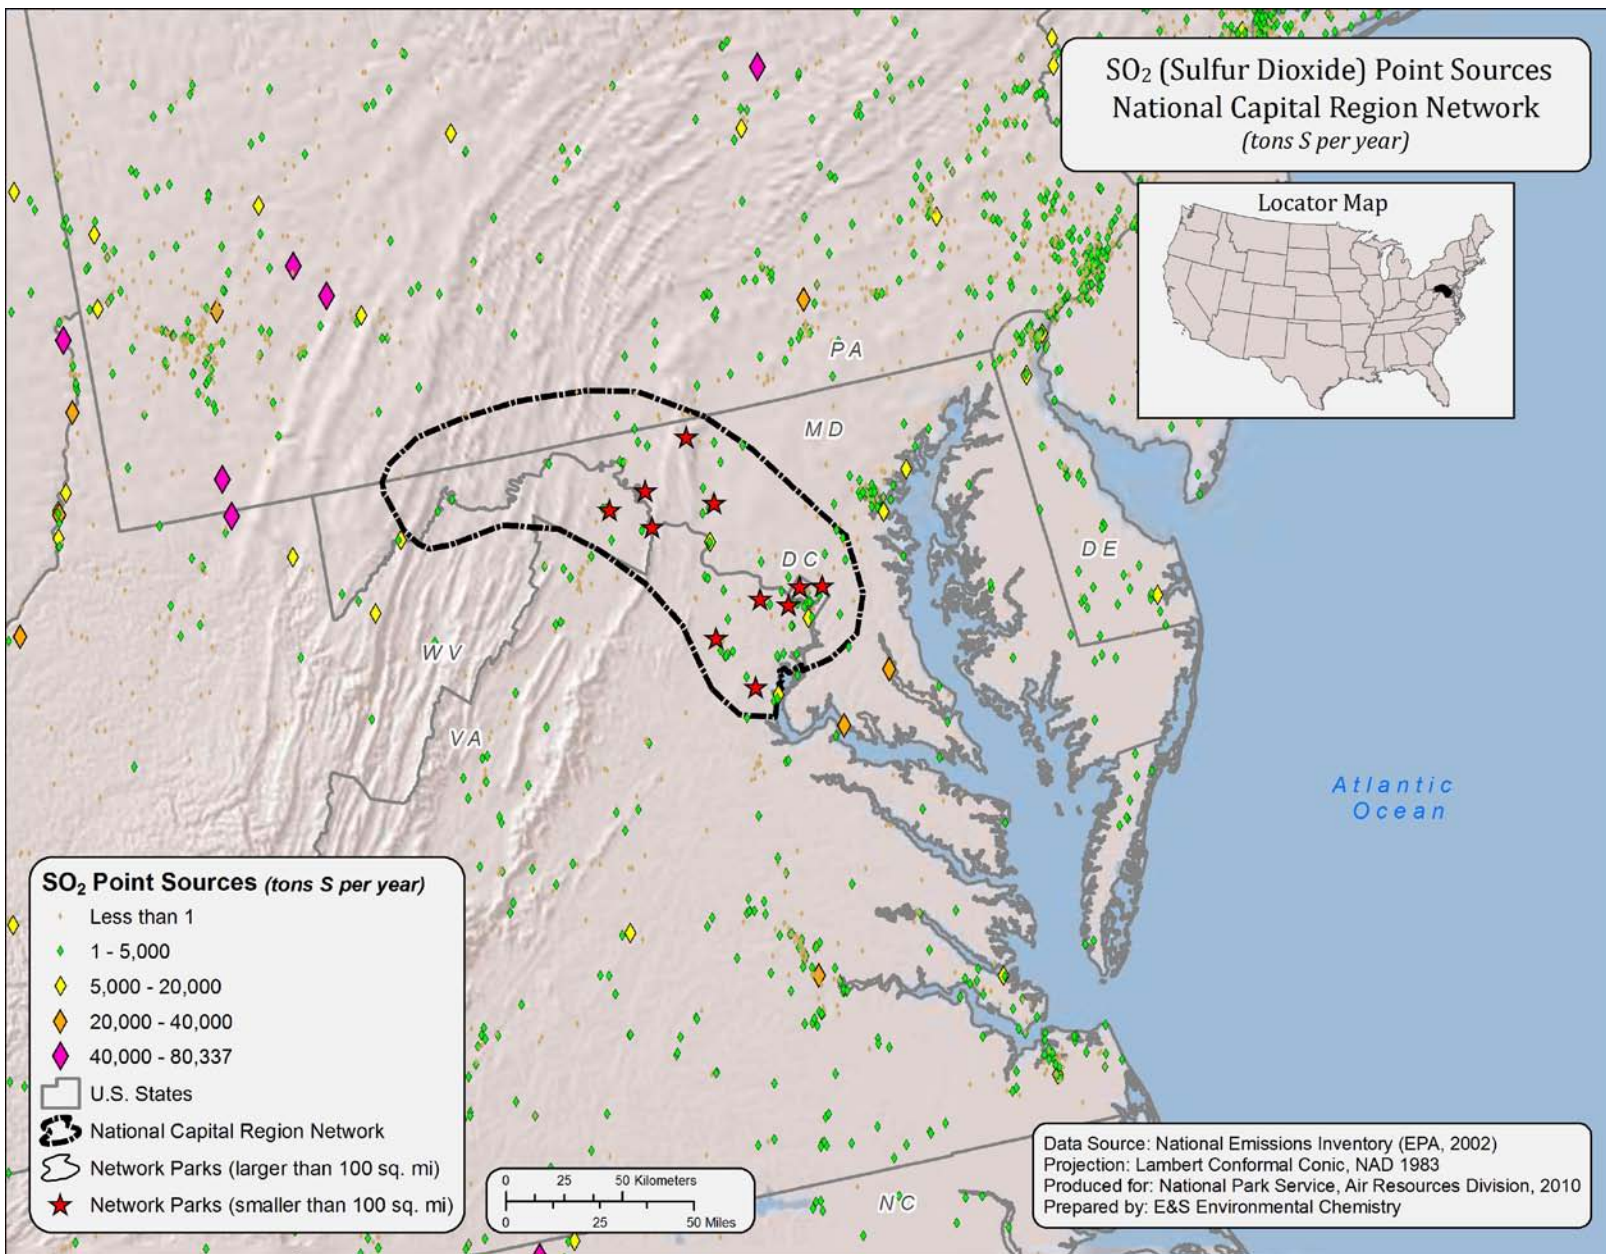 SO₂ (Sulfur Dioxide) Point Sources
National Capital Region Network
(tons S per year)
Locator Map
PA
MD
DE
DC
WV
VA
Atlantic
Ocean
SO₂ Point Sources (tons S per year)
Less than 1
1 - 5,000
5,000 - 20,000
20,000 - 40,000
40,000 - 80,337
U.S. States
National Capital Region Network
Network Parks (larger than 100 sq. mi)
Network Parks (smaller than 100 sq. mi)
0 25 50 Kilometers
0 25 50 Miles
NC
Data Source: National Emissions Inventory (EPA, 2002)
Projection: Lambert Conformal Conic, NAD 1983
Produced for: National Park Service, Air Resources Division, 2010
Prepared by: E&S Environmental Chemistry